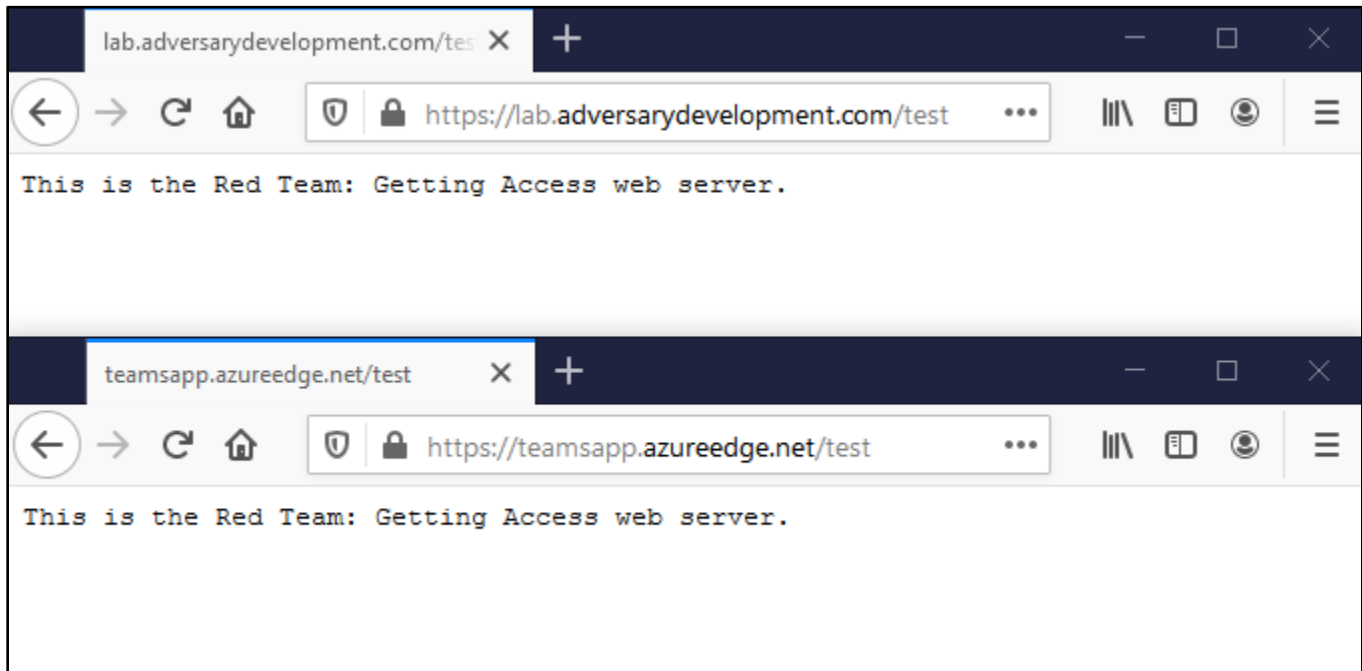 lab.adversarydevelopment.com/tes
https://lab.adversarydevelopment.com/test
This is the Red Team: Getting Access web server.
teamsapp.azureedge.net/test
https://teamsapp.azureedge.net/test
This is the Red Team: Getting Access web server.